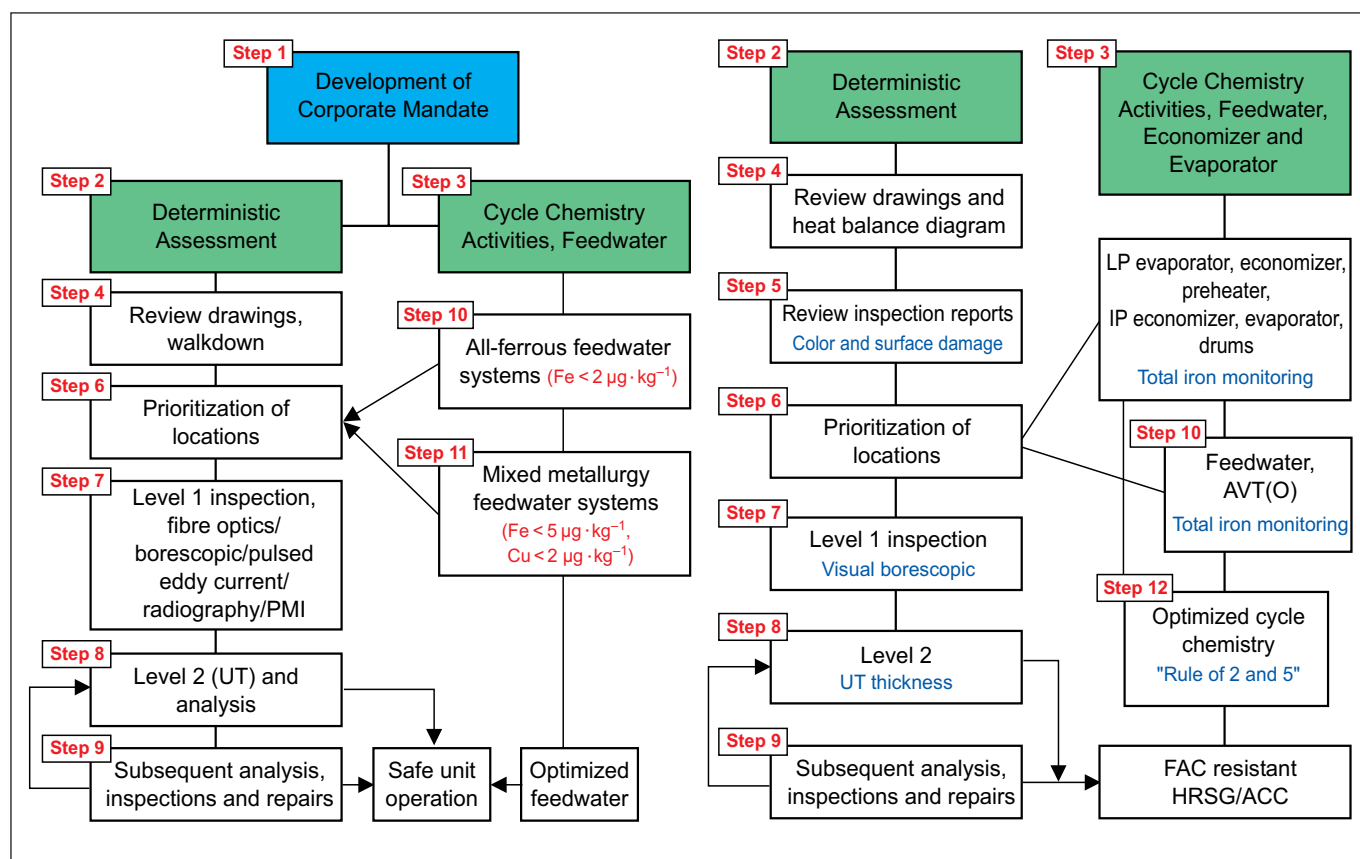 Step 1
Development of
Corporate Mandate
Step 2
Deterministic
Assessment
Step 3
Cycle Chemistry
Activities, Feedwater
Step 4
Review drawings,
walkdown
Step 10
All-ferrous feedwater
systems (Fe < 2 µg·kg⁻¹)
Step 6
Prioritization of
locations
Step 11
Mixed metallurgy
feedwater systems
(Fe < 5 µg·kg⁻¹,
Cu < 2 µg·kg⁻¹)
Step 7
Level 1 inspection,
fibre optics/
borescopic/pulsed
eddy current/
radiography/PMI
Step 8
Level 2 (UT) and
analysis
Step 9
Subsequent analysis,
inspections and repairs
Safe unit
operation
Optimized
feedwater
Step 2
Deterministic
Assessment
Step 3
Cycle Chemistry
Activities, Feedwater,
Economizer and
Evaporator
Step 4
Review drawings and
heat balance diagram
LP evaporator, economizer,
preheater,
IP economizer, evaporator,
drums
Total iron monitoring
Step 5
Review inspection reports
Color and surface damage
Step 6
Prioritization of
locations
Step 10
Feedwater,
AVT(O)
Total iron monitoring
Step 7
Level 1 inspection
Visual borescopic
Step 12
Optimized cycle
chemistry
"Rule of 2 and 5"
Step 8
Level 2
UT thickness
Step 9
Subsequent analysis,
inspections and repairs
FAC resistant
HRSG/ACC